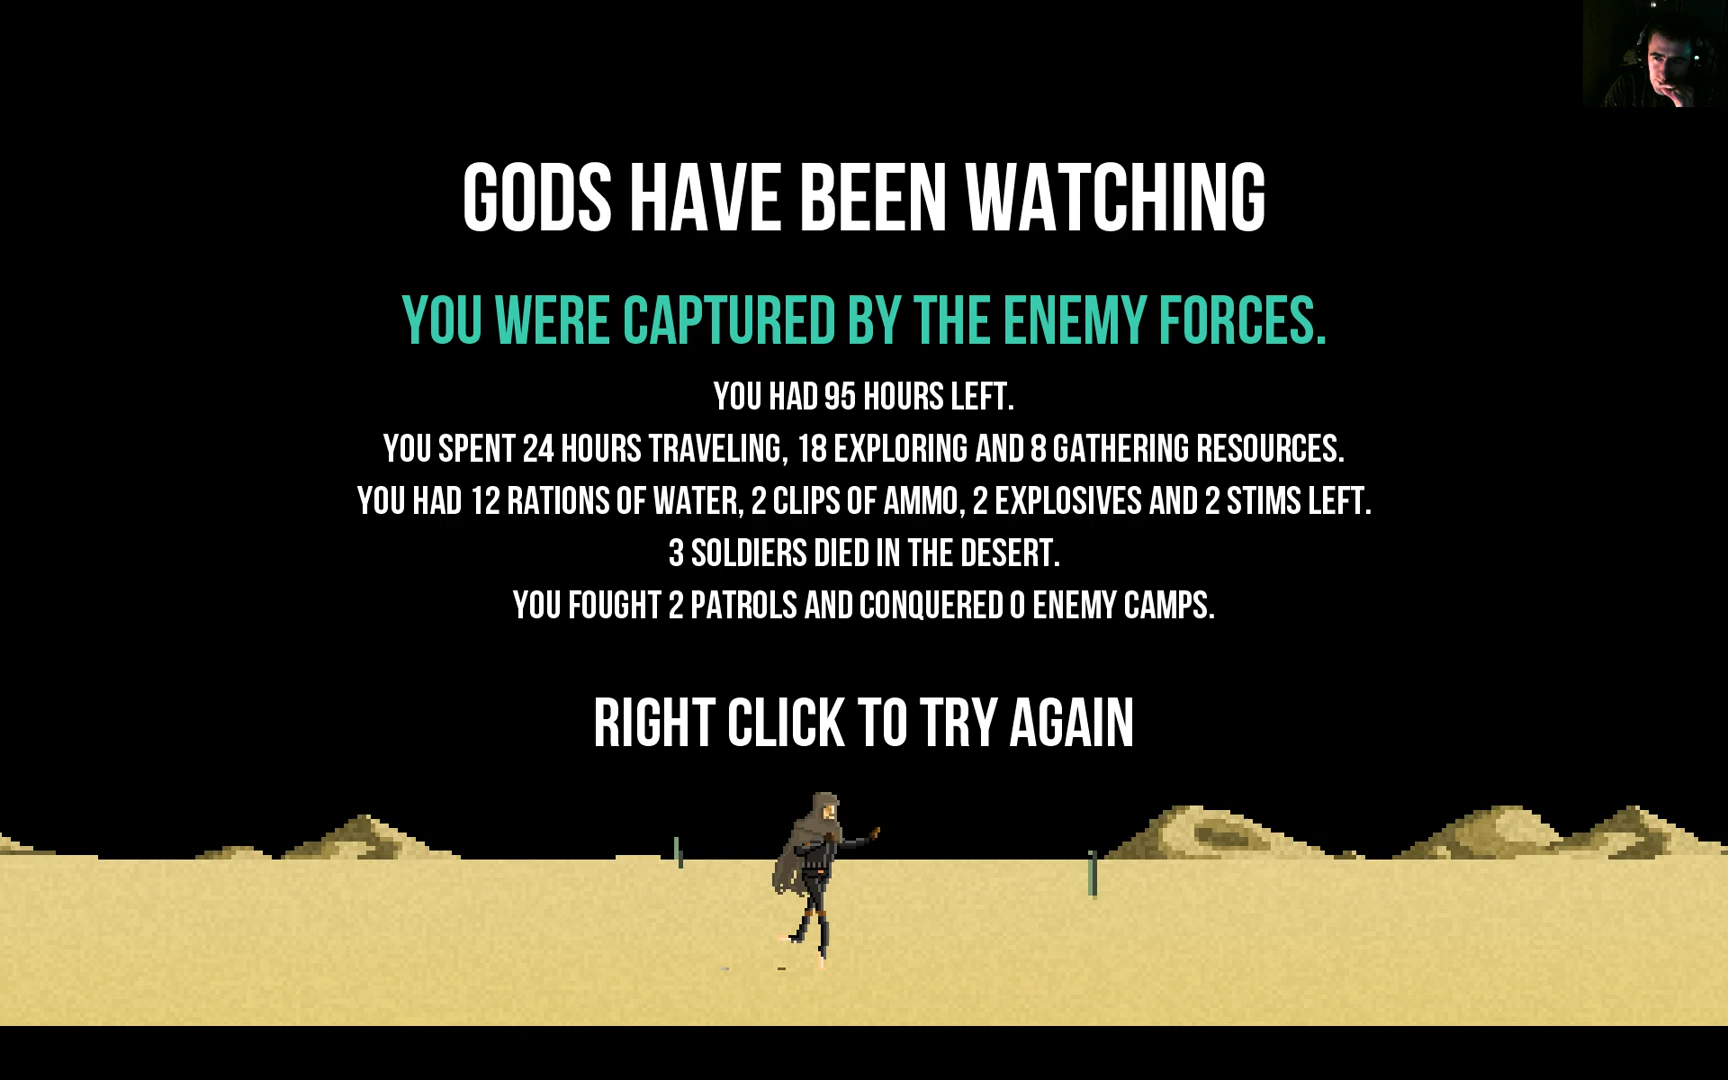 GODS HAVE BEEN WATCHING
YOU WERE CAPTURED BY THE ENEMY FORCES.
YOU HAD 95 HOURS LEFT.
YOU SPENT 24 HOURS TRAVELING, 18 EXPLORING AND 8 GATHERING RESOURCES.
YOU HAD 12 RATIONS OF WATER, 2 CLIPS OF AMMO, 2 EXPLOSIVES AND 2 STIMS LEFT.
3 SOLDIERS DIED IN THE DESERT.
YOU FOUGHT 2 PATROLS AND CONQUERED 0 ENEMY CAMPS.
RIGHT CLICK TO TRY AGAIN